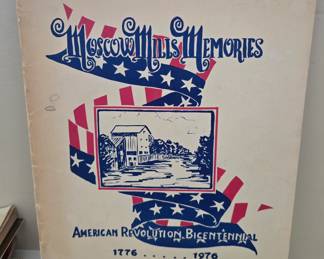 Moscow Mills Memories
American Revolution Bicentennial
1776 ..... 1976